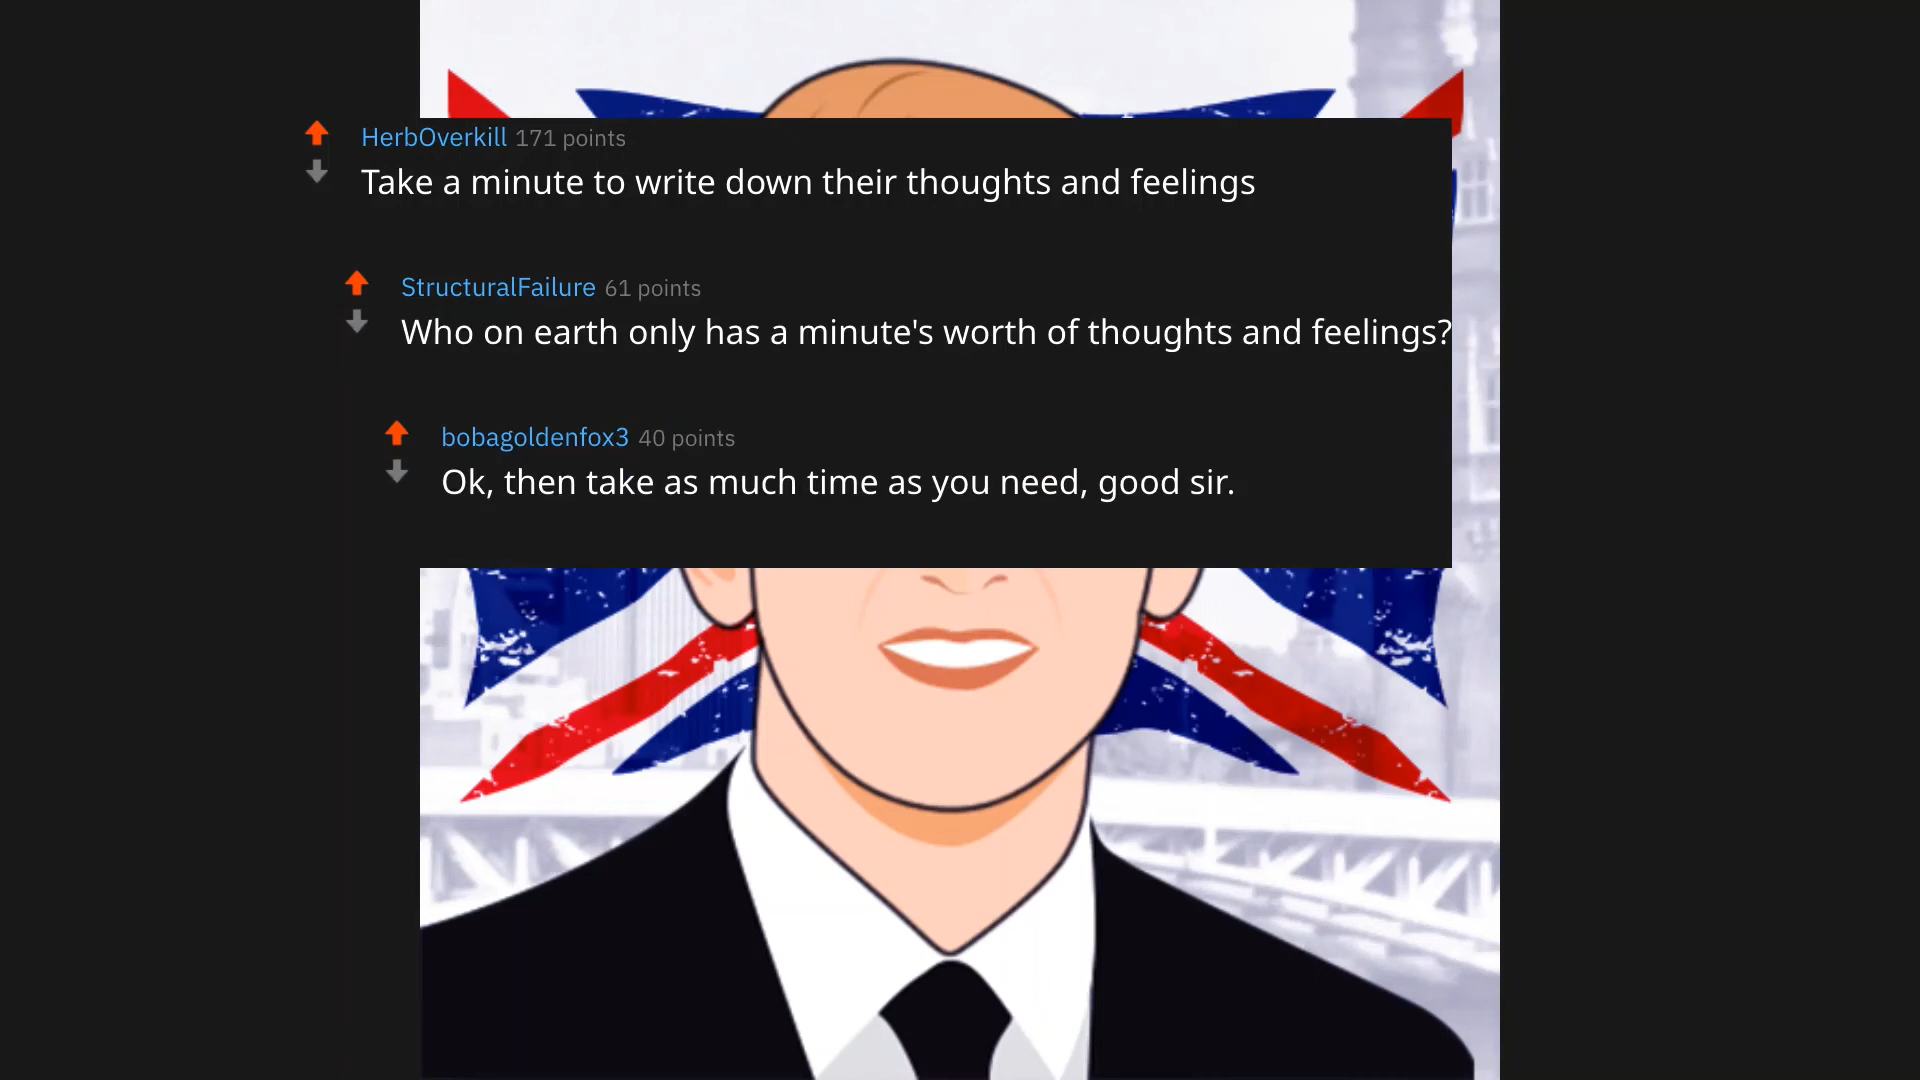 HerbOverkill 171 points
Take a minute to write down their thoughts and feelings
StructuralFailure 61 points
Who on earth only has a minute's worth of thoughts and feelings?
bobagoldenfox3 40 points
Ok, then take as much time as you need, good sir.